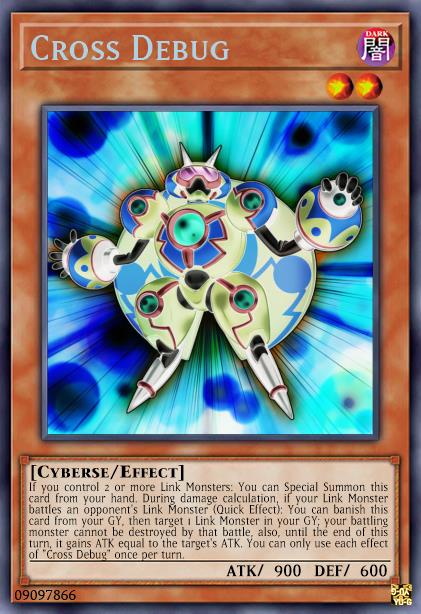 CROSS DEBUG
DARK
闇
[CYBERSE/EFFECT]
If you control 2 or more Link Monsters: You can Special Summon this
card from your hand. During damage calculation, if your Link Monster
battles an opponent's Link Monster (Quick Effect): You can banish this
card from your GY, then target 1 Link Monster in your GY; your battling
monster cannot be destroyed by that battle, also, until the end of this
turn, it gains ATK equal to the target's ATK. You can only use each effect
of "Cross Debug" once per turn.
ATK/ 900 DEF/ 600
09097866